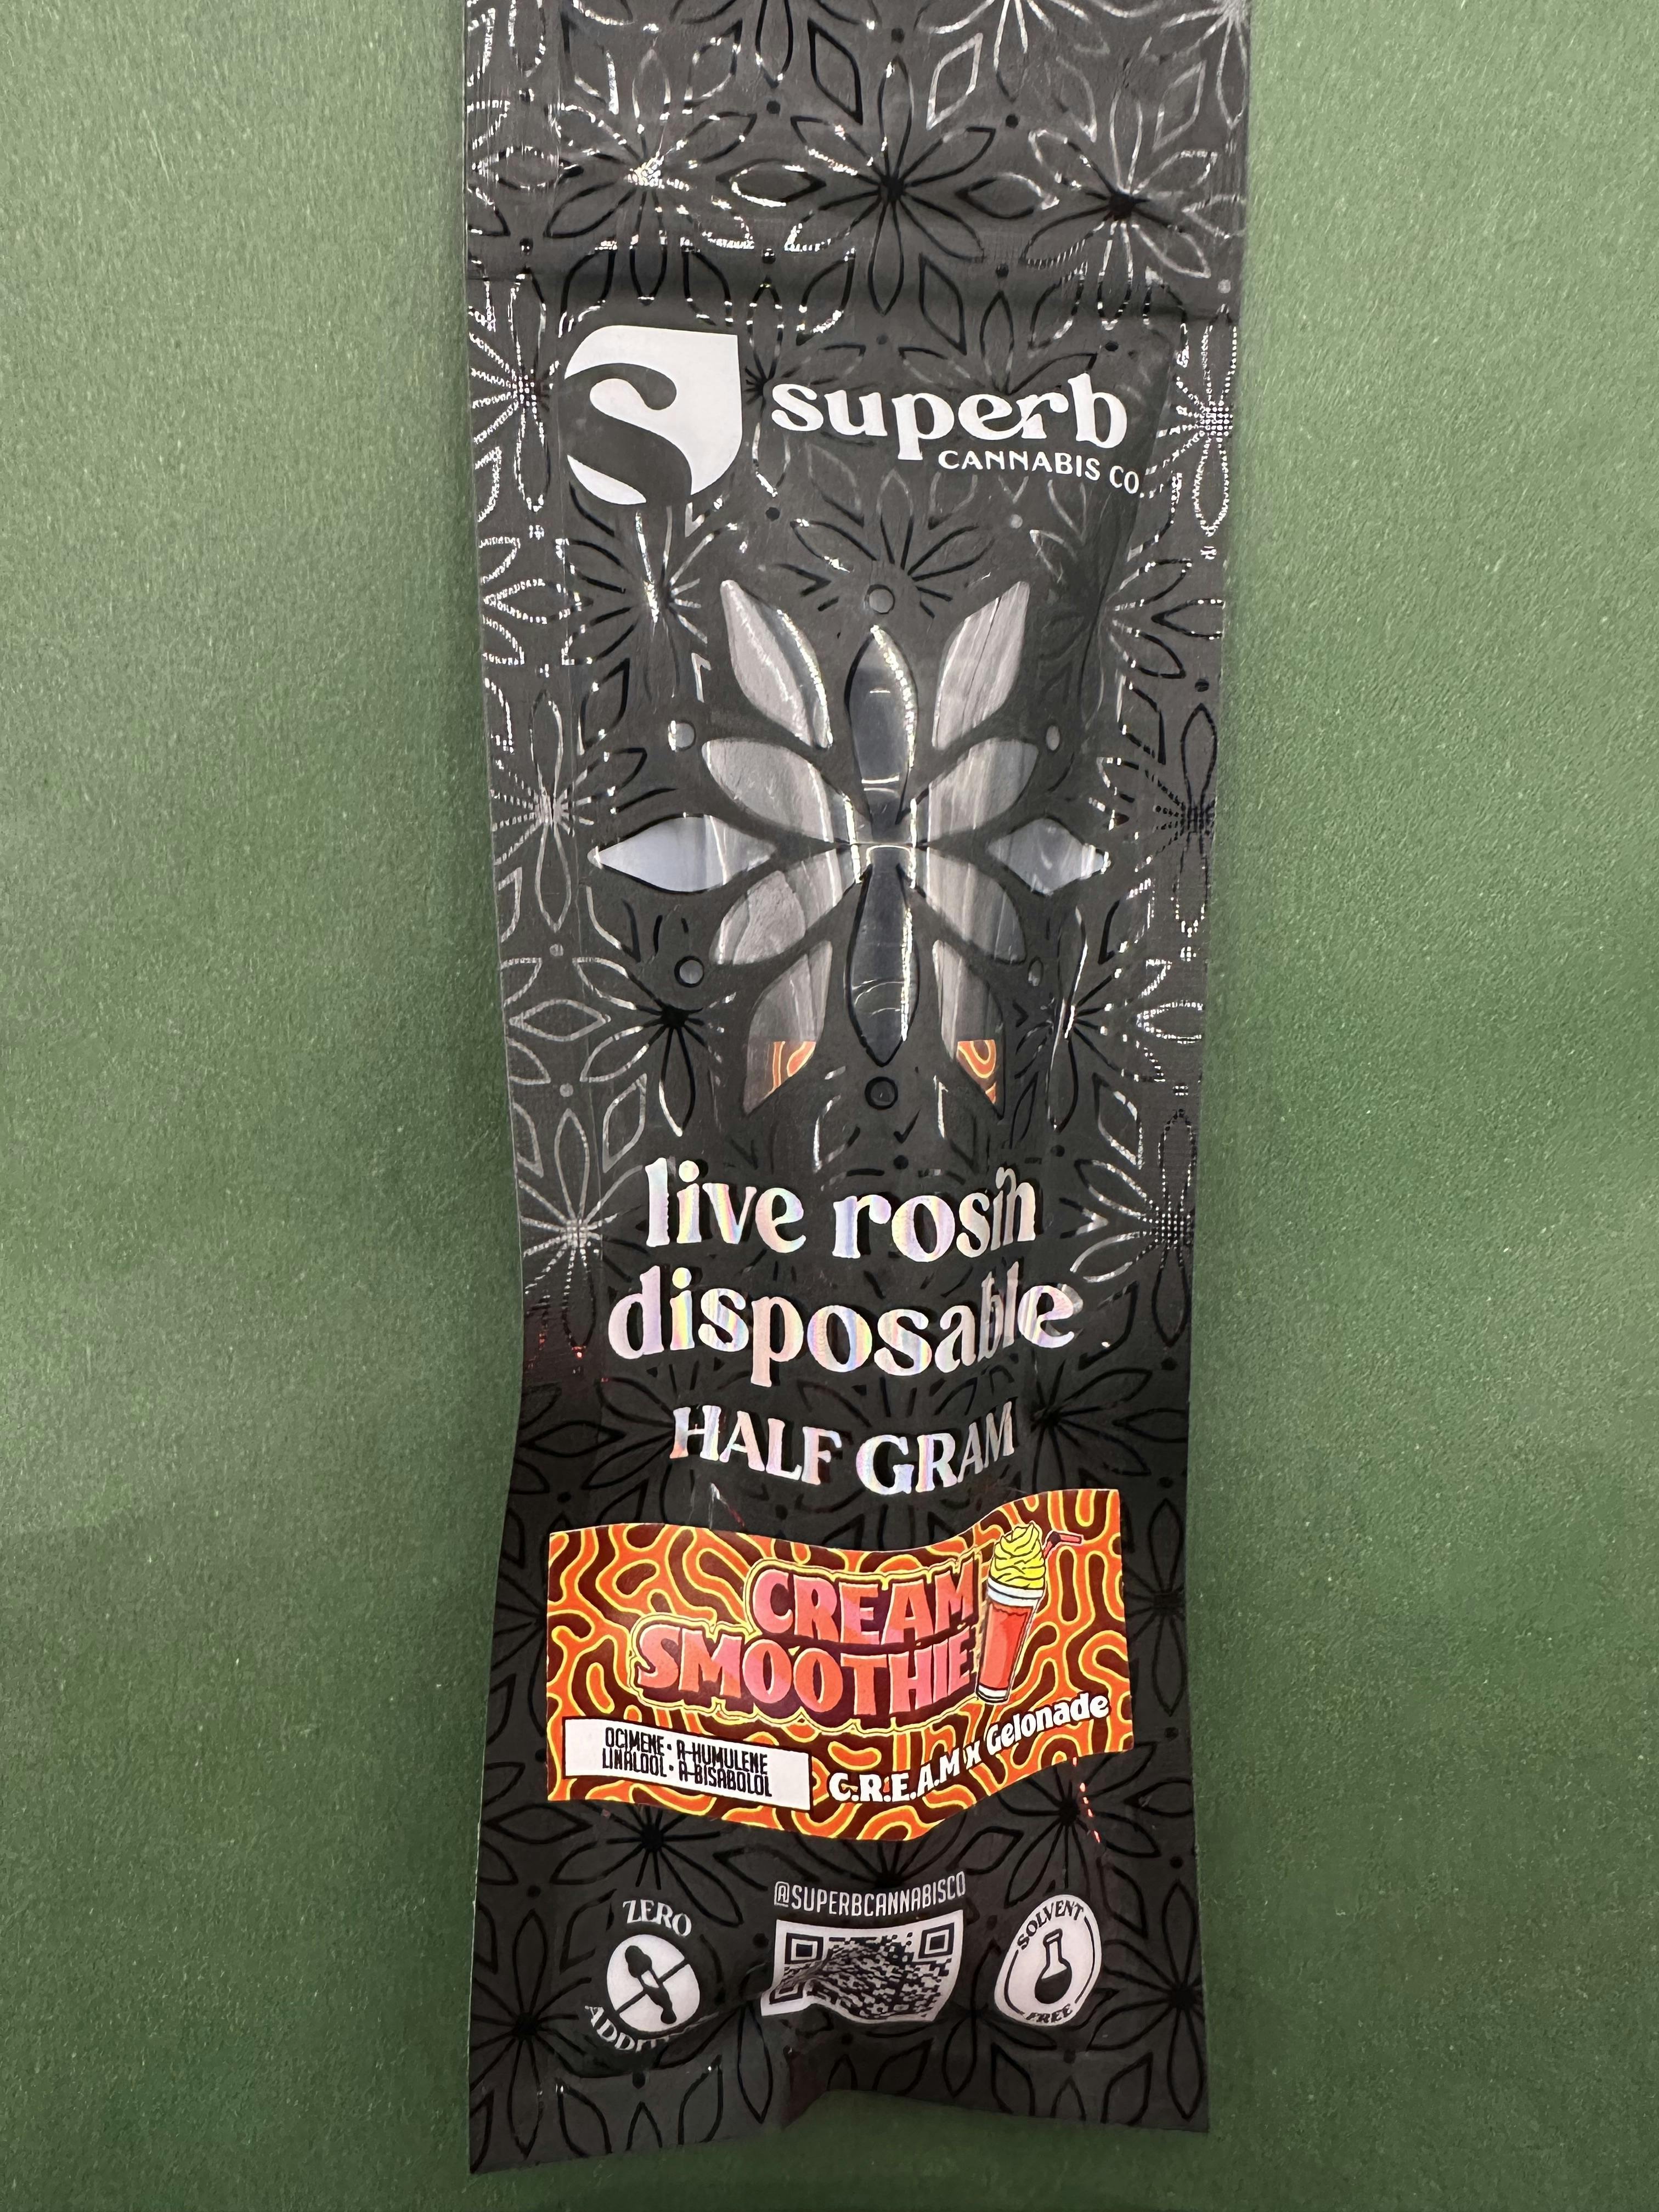 superb
CANNABIS CO.
live rosin
disposable
HALF GRAM
CREAM
SMOOTHIE
OCIMENE • A-HUMULENE
LINALOOL • A-BISABOLOL
C.R.E.A.M x Gelonade
@SUPERBCANNABISCO
ZERO
SOLVENT
FREE